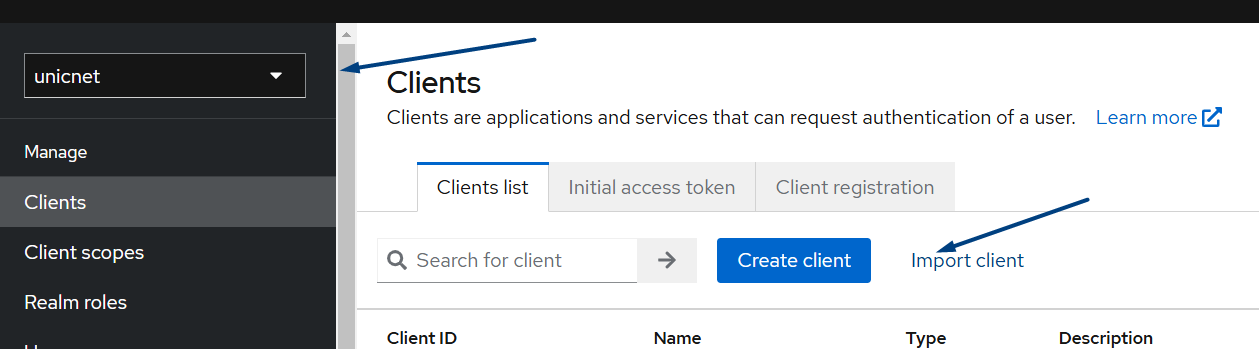 unicnet
Manage
Clients
Client scopes
Realm roles
Clients
Clients are applications and services that can request authentication of a user. Learn more
Clients list Initial access token Client registration
Search for client Create client Import client
Client ID Name Type Description